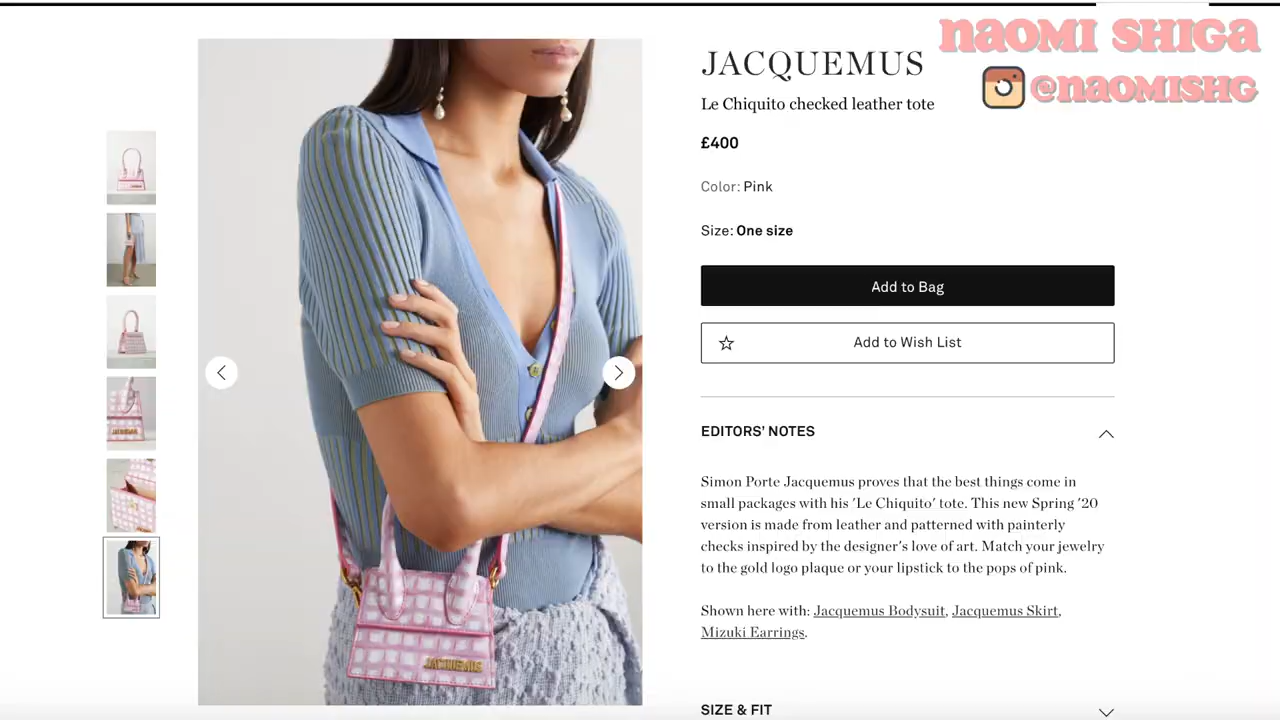 NAOMI SHIGA
@NAOMISHG
JACQUEMUS
Le Chiquito checked leather tote
£400
Color: Pink
Size: One size
Add to Bag
Add to Wish List
EDITORS’ NOTES
Simon Porte Jacquemus proves that the best things come in
small packages with his 'Le Chiquito' tote. This new Spring '20
version is made from leather and patterned with painterly
checks inspired by the designer's love of art. Match your jewelry
to the gold logo plaque or your lipstick to the pops of pink.
Shown here with: Jacquemus Bodysuit, Jacquemus Skirt,
Mizuki Earrings.
SIZE & FIT
JACQUEMUS
JACQUEMUS